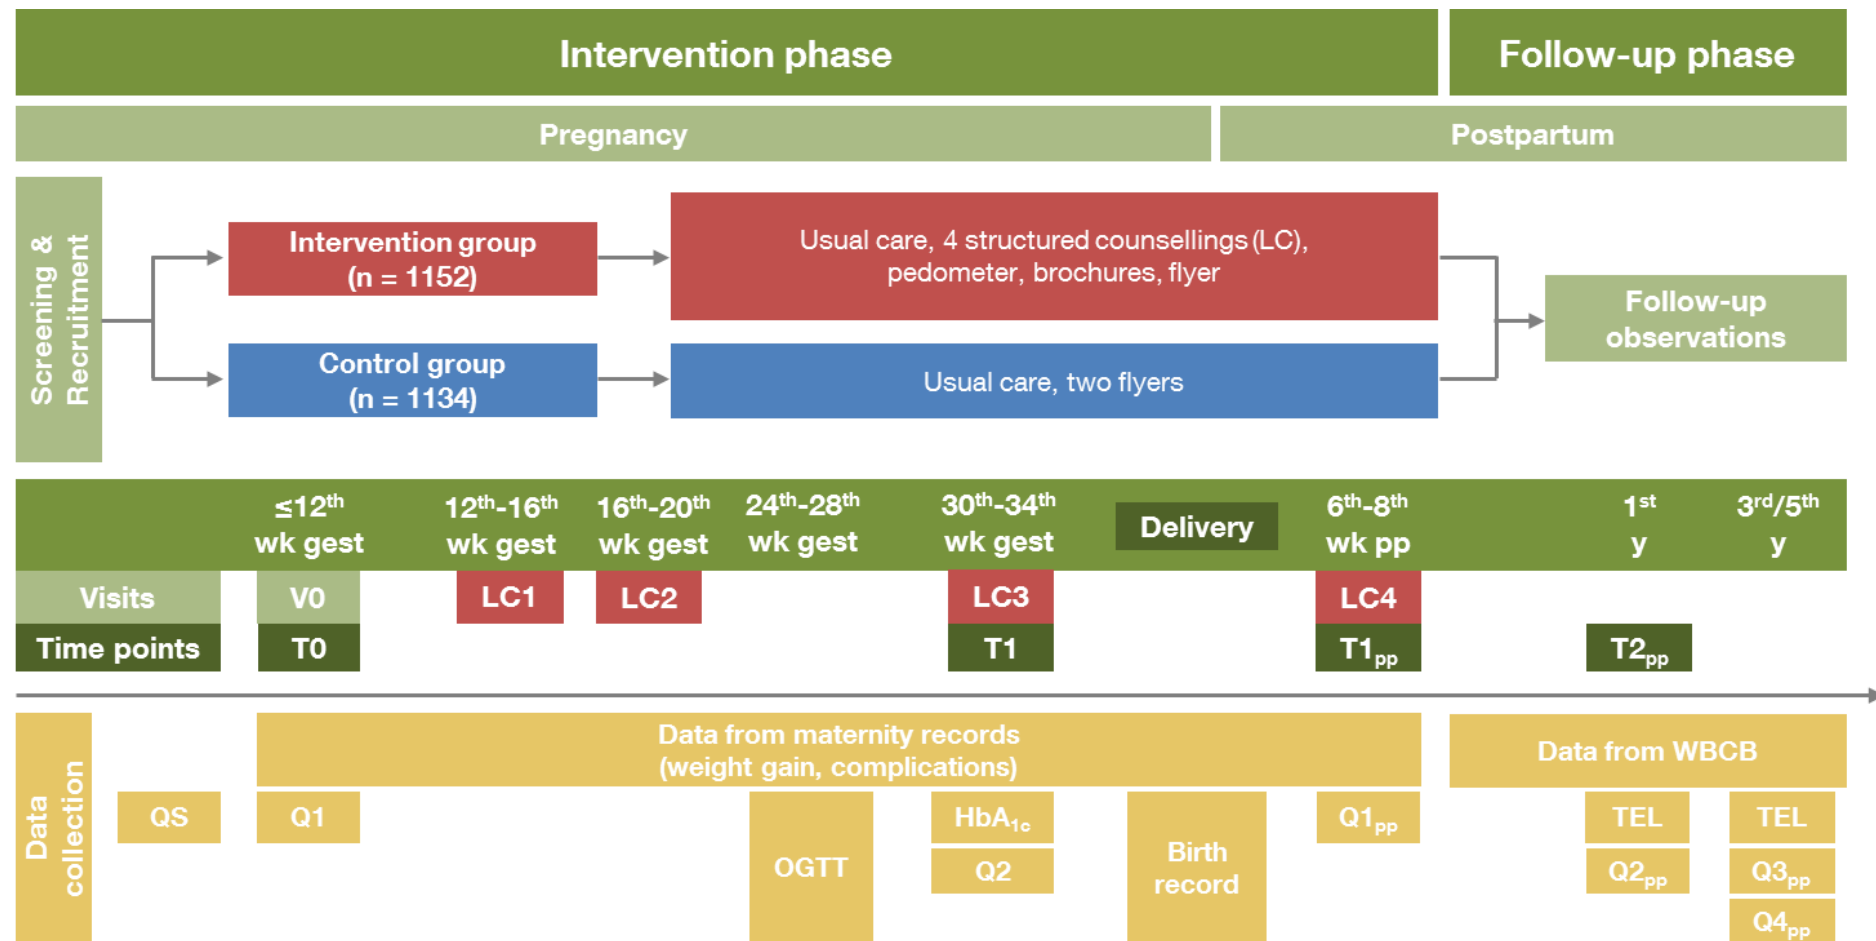 Intervention phase
Follow-up phase
Pregnancy
Postpartum
Screening &
Recruitment
Intervention group
(n = 1152)
Usual care, 4 structured counsellings (LC),
pedometer, brochures, flyer
Follow-up
observations
Control group
(n = 1134)
Usual care, two flyers
≤12th
wk gest
12th-16th
wk gest
16th-20th
wk gest
24th-28th
wk gest
30th-34th
wk gest
Delivery
6th-8th
wk pp
1st
y
3rd/5th
y
Visits
V0
LC1
LC2
LC3
LC4
Time points
T0
T1
T1pp
T2pp
Data
collection
Data from maternity records
(weight gain, complications)
Data from WBCB
QS
Q1
OGTT
HbA1c
Q2
Birth
record
Q1pp
TEL
Q2pp
TEL
Q3pp
Q4pp